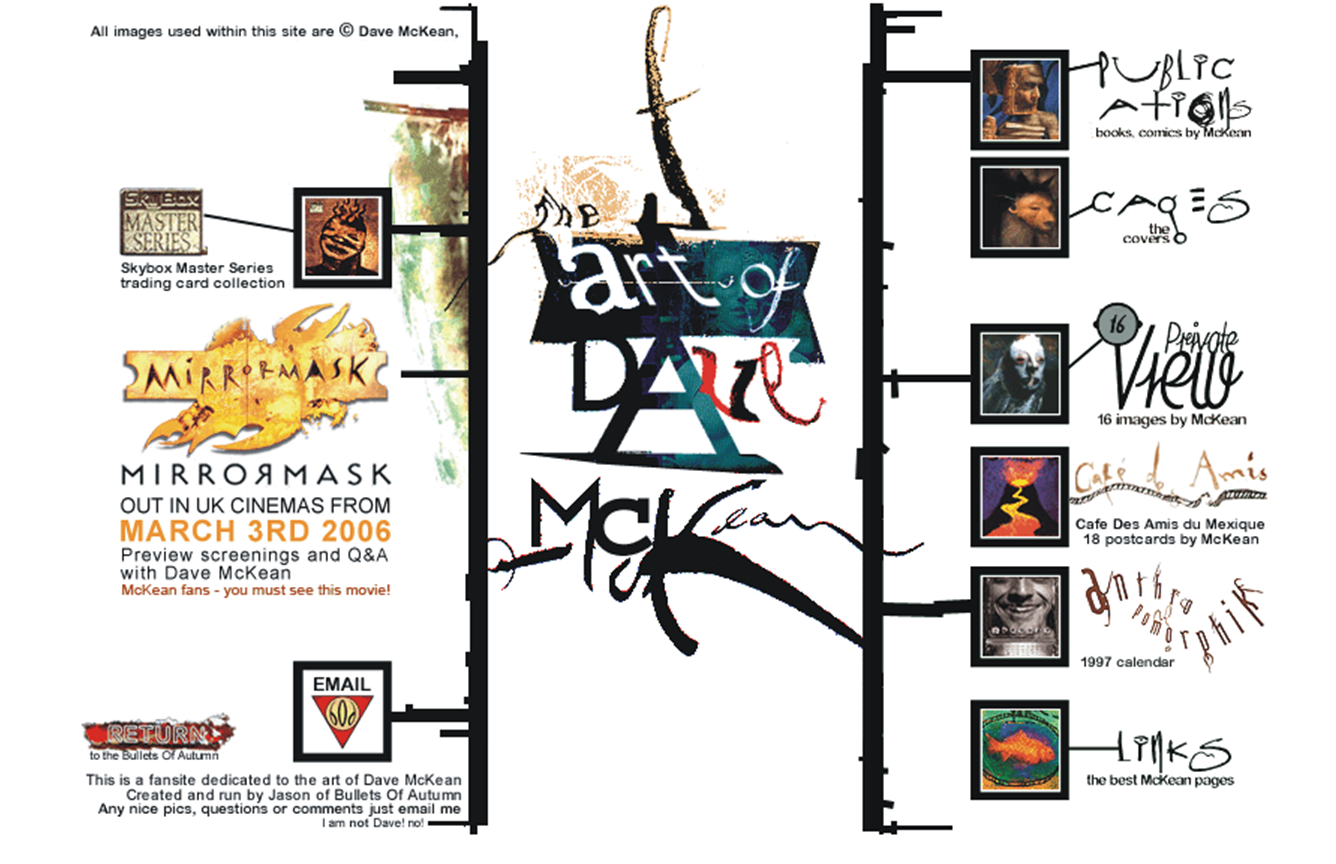 All images used within this site are © Dave McKean,
SkyBox
MASTER
SERIES
Skybox Master Series
trading card collection
MiRRorMASK
MIRRORMASK
OUT IN UK CINEMAS FROM
MARCH 3RD 2006
Preview screenings and Q&A
with Dave McKean
McKean fans - you must see this movie!
EMAIL
RETURN
to the Bullets Of Autumn
This is a fansite dedicated to the art of Dave McKean
Created and run by Jason of Bullets Of Autumn
Any nice pics, questions or comments just email me
I am not Dave! no!
the
art of
DAve
McKean
PUBLIC
ATiONs
books, comics by McKean
CAgES
the
covers
16
Private
View
16 images by McKean
Café d. Amis
Cafe Des Amis du Mexique
18 postcards by McKean
anthropomorphik
1997 calendar
LiNKS
the best McKean pages